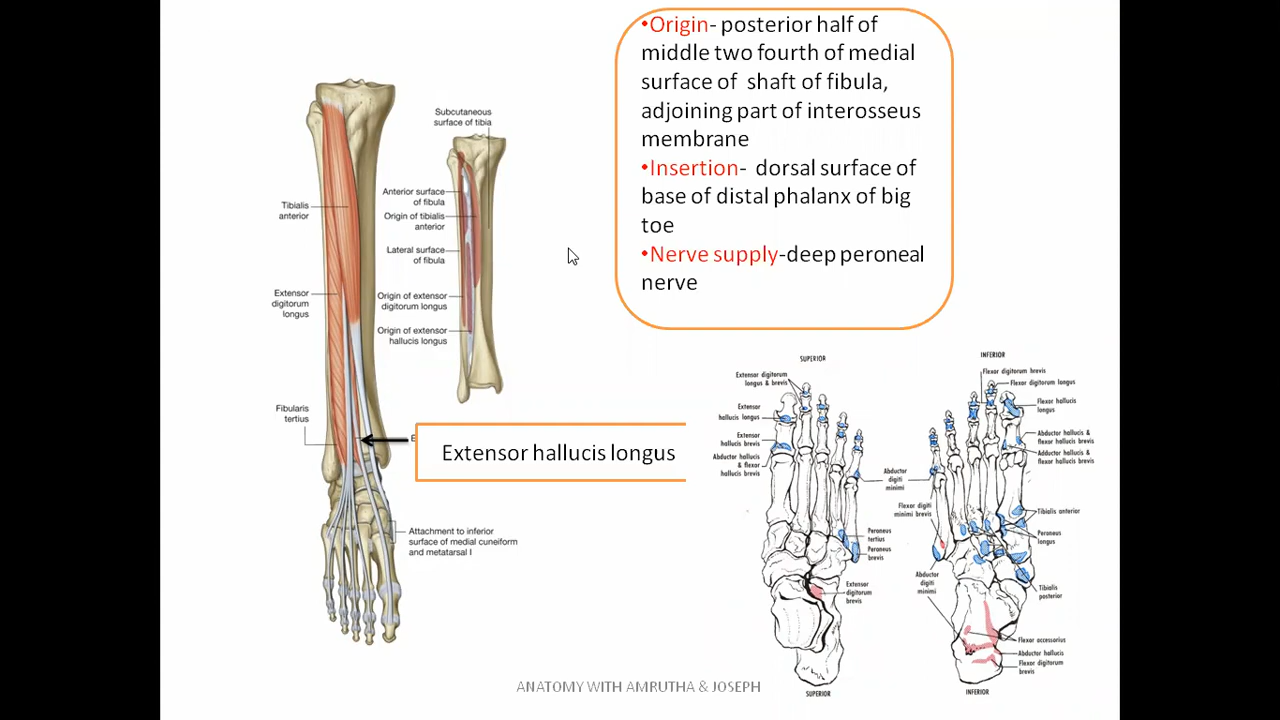 •Origin- posterior half of
middle two fourth of medial
surface of shaft of fibula,
adjoining part of interosseus
membrane
•Insertion- dorsal surface of
base of distal phalanx of big
toe
•Nerve supply-deep peroneal
nerve
Subcutaneous
surface of tibia
Anterior surface
of fibula
Origin of tibialis
anterior
Lateral surface
of fibula
Origin of extensor
digitorum longus
Origin of extensor
hallucis longus
Tibialis
anterior
Extensor
digitorum
longus
Fibularis
tertius
E
Extensor hallucis longus
Attachment to inferior
surface of medial cuneiform
and metatarsal I
SUPERIOR
Extensor digitorum
longus & brevis
Extensor
hallucis longus
Extensor
hallucis brevis
Abductor hallucis
& flexor
hallucis brevis
Abductor
digiti
minimi
Peroneus
tertius
Peroneus
brevis
Extensor
digitorum
brevis
SUPERIOR
INFERIOR
Flexor digitorum brevis
Flexor digitorum longus
Flexor hallucis
longus
Abductor hallucis &
flexor hallucis brevis
Adductor hallucis &
flexor hallucis brevis
Flexor digiti
minimi brevis
Tibialis anterior
Peroneus
longus
Abductor
digiti
minimi
Tibialis
posterior
Flexor accessorius
Abductor hallucis
Flexor digitorum
brevis
INFERIOR
ANATOMY WITH AMRUTHA & JOSEPH